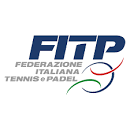 FITP
FEDERAZIONE
ITALIANA
TENNIS e PADEL